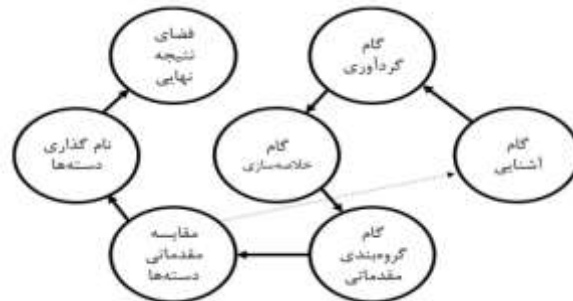 گام
آشنایی
گام
گردآوری
گام
خلاصه‌سازی
گام
گروه‌بندی
مقدماتی
مقایسه
مقدماتی
دسته‌ها
نام گذاری
دسته‌ها
فضای
نتیجه
نهایی